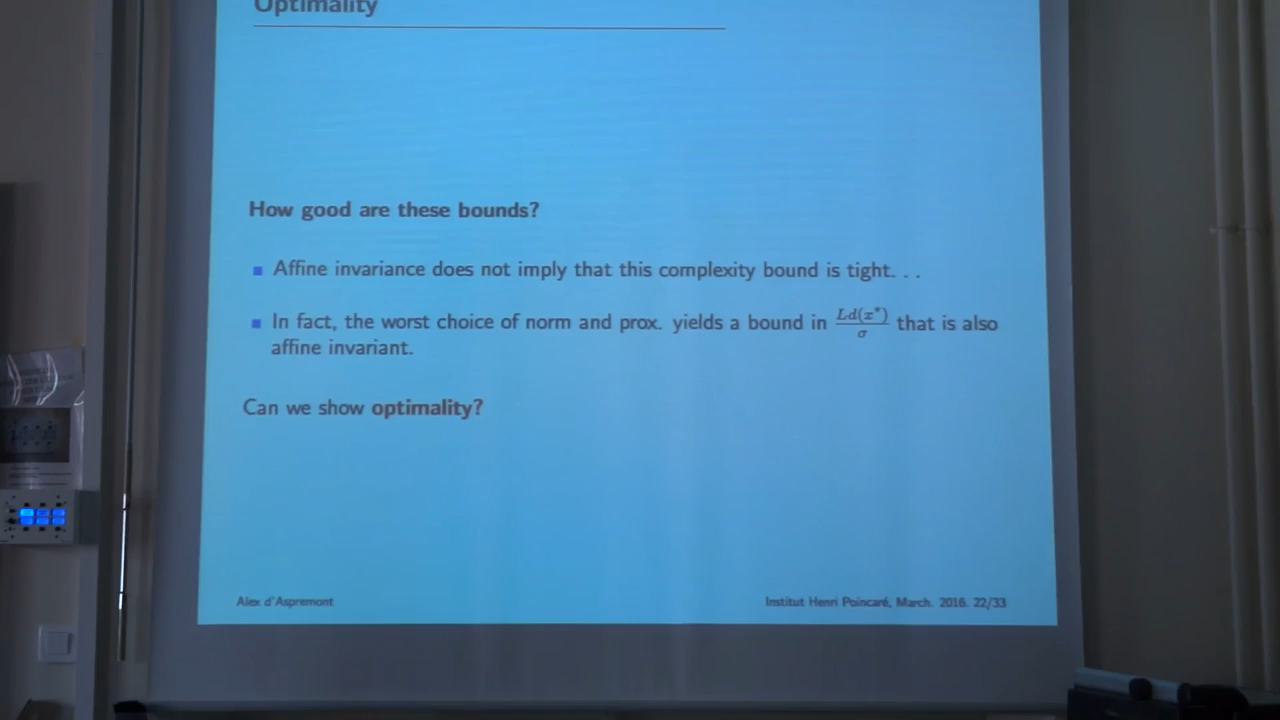 Optimality
How good are these bounds?
Affine invariance does not imply that this complexity bound is tight. . .
In fact, the worst choice of norm and prox. yields a bound in Ld(x*)/σ that is also
affine invariant.
Can we show optimality?
Alex d'Aspremont
Institut Henri Poincaré, March. 2016. 22/33